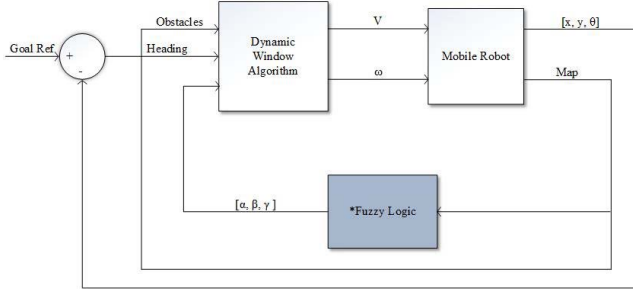 Obstacles
V
[x, y, θ]
Goal Ref
+
-
Heading
Dynamic
Window
Algorithm
Mobile Robot
ω
Map
[α, β, γ ]
*Fuzzy Logic